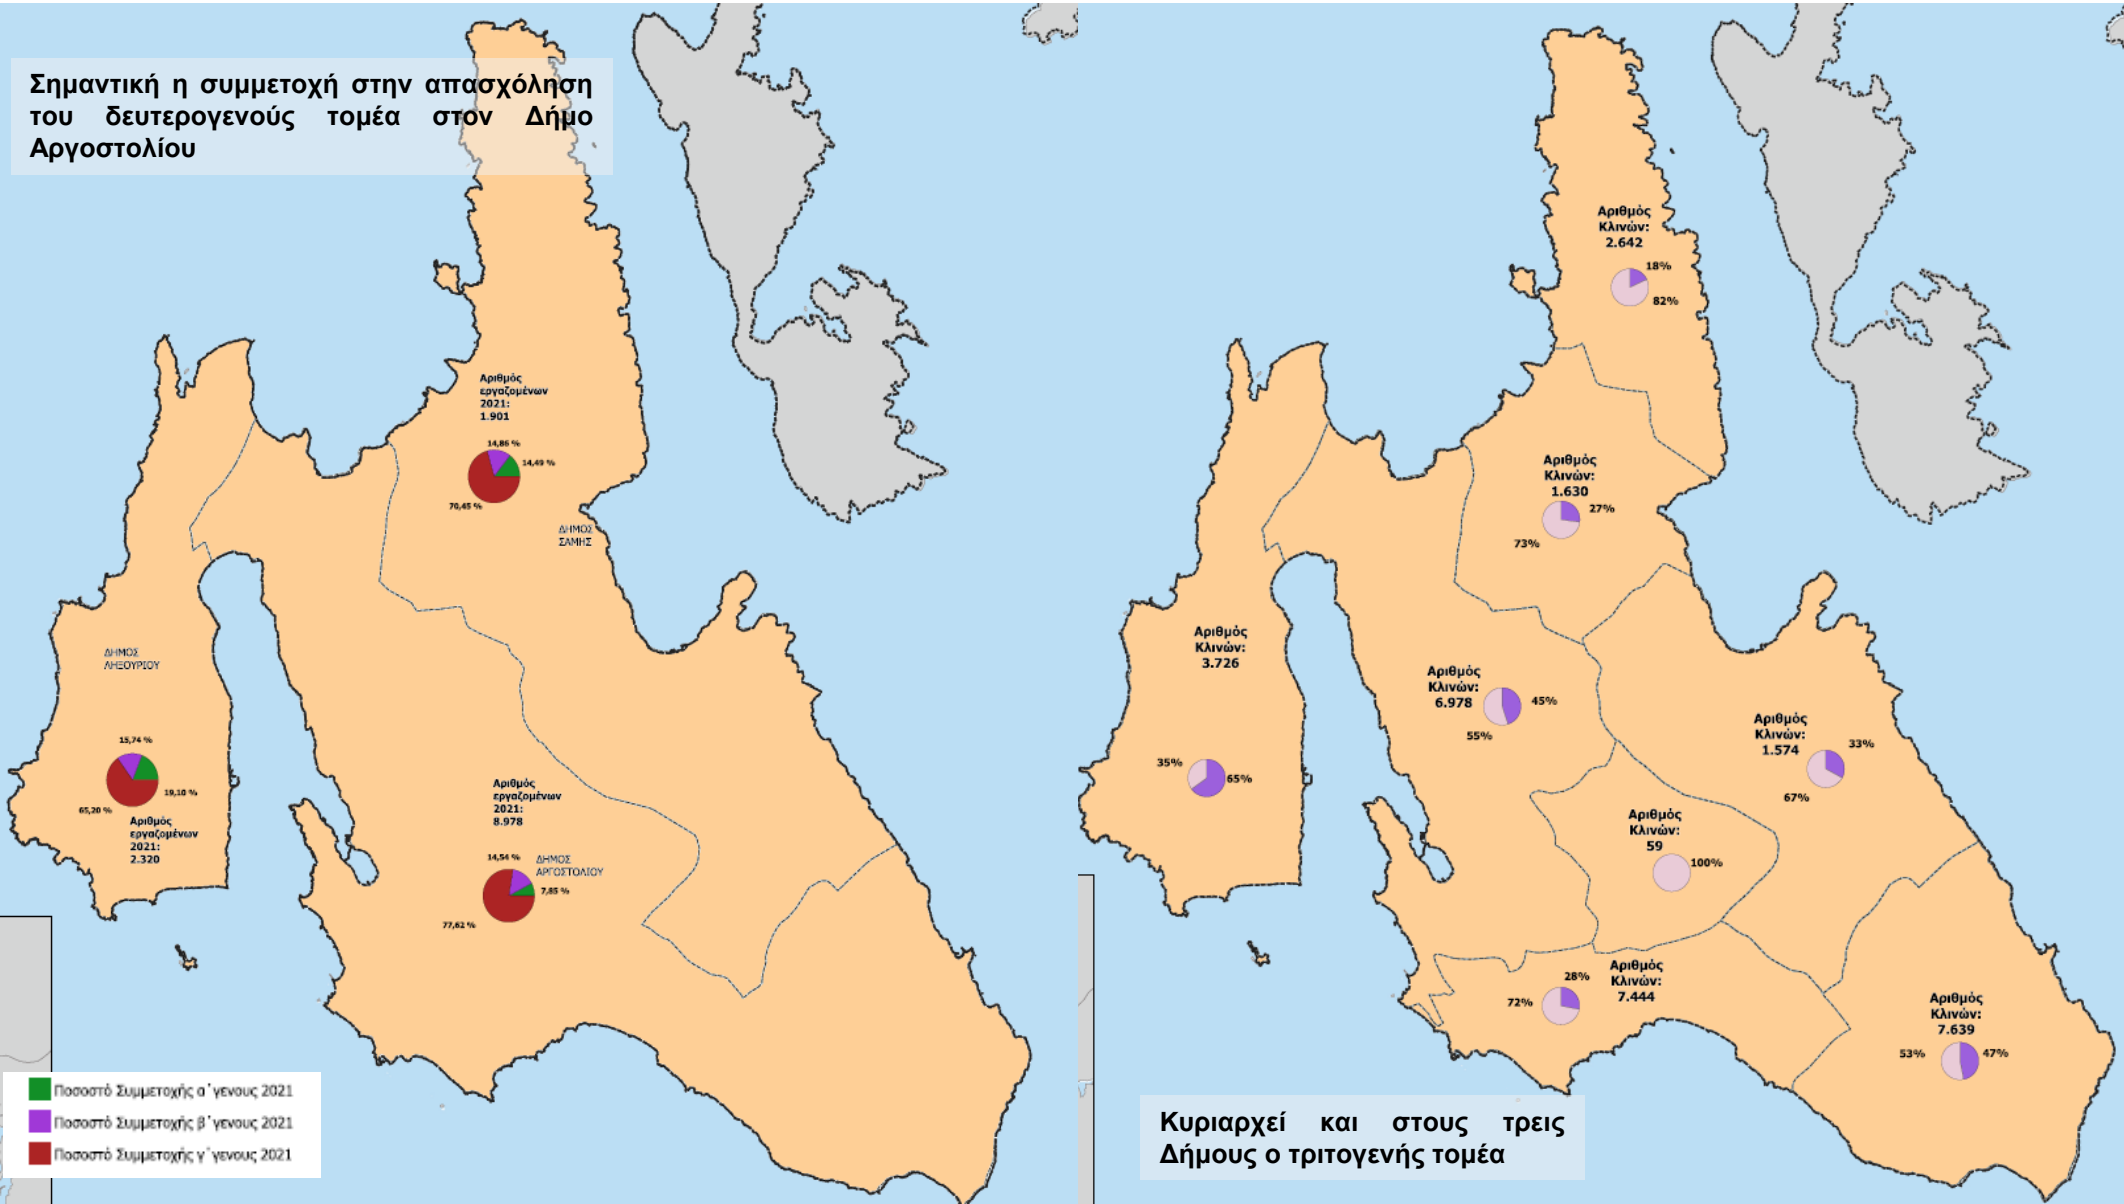 Σημαντική η συμμετοχή στην απασχόληση
του δευτερογενούς τομέα στον Δήμο
Αργοστολίου
Αριθμός
εργαζομένων
2021:
1.901
14,86 %
14,49 %
70,45 %
ΔΗΜΟΣ
ΣΑΜΗΣ
ΔΗΜΟΣ
ΛΗΞΟΥΡΙΟΥ
15,74 %
19,10 %
65,20 %
Αριθμός
εργαζομένων
2021:
2.320
Αριθμός
εργαζομένων
2021:
8.978
14,54 %
ΔΗΜΟΣ
ΑΡΓΟΣΤΟΛΙΟΥ
7,85 %
77,62 %
Ποσοστό Συμμετοχής α΄γενους 2021
Ποσοστό Συμμετοχής β΄γενους 2021
Ποσοστό Συμμετοχής γ΄γενους 2021
Αριθμός
Κλινών:
2.642
18%
82%
Αριθμός
Κλινών:
1.630
27%
73%
Αριθμός
Κλινών:
3.726
35%
65%
Αριθμός
Κλινών:
6.978
45%
55%
Αριθμός
Κλινών:
1.574
33%
67%
Αριθμός
Κλινών:
59
100%
Αριθμός
Κλινών:
7.444
28%
72%
Αριθμός
Κλινών:
7.639
53%
47%
Κυριαρχεί και στους τρεις
Δήμους ο τριτογενής τομέα